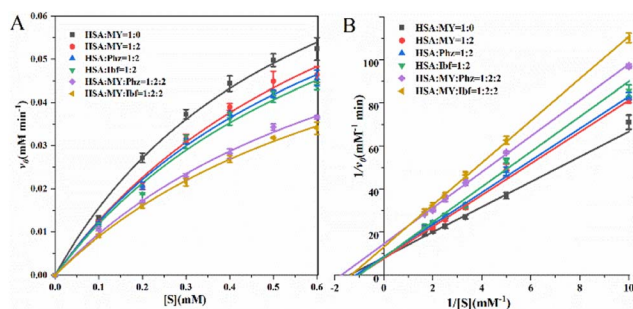 A
HSA:MY=1:0
HSA:MY=1:2
HSA:Phz=1:2
HSA:Ibf=1:2
HSA:MY:Phz=1:2:2
HSA:MY:Ibf=1:2:2
0.06
0.05
0.04
0.03
0.02
0.01
0.00
v₀(mM min⁻¹)
0.0 0.1 0.2 0.3 0.4 0.5 0.6
[S](mM)
B
HSA:MY=1:0
HSA:MY=1:2
HSA:Phz=1:2
HSA:Ibf=1:2
HSA:MY:Phz=1:2:2
HSA:MY:Ibf=1:2:2
120
100
80
60
40
20
0
1/v₀(mM⁻¹ min)
-2 0 2 4 6 8 10
1/[S](mM⁻¹)